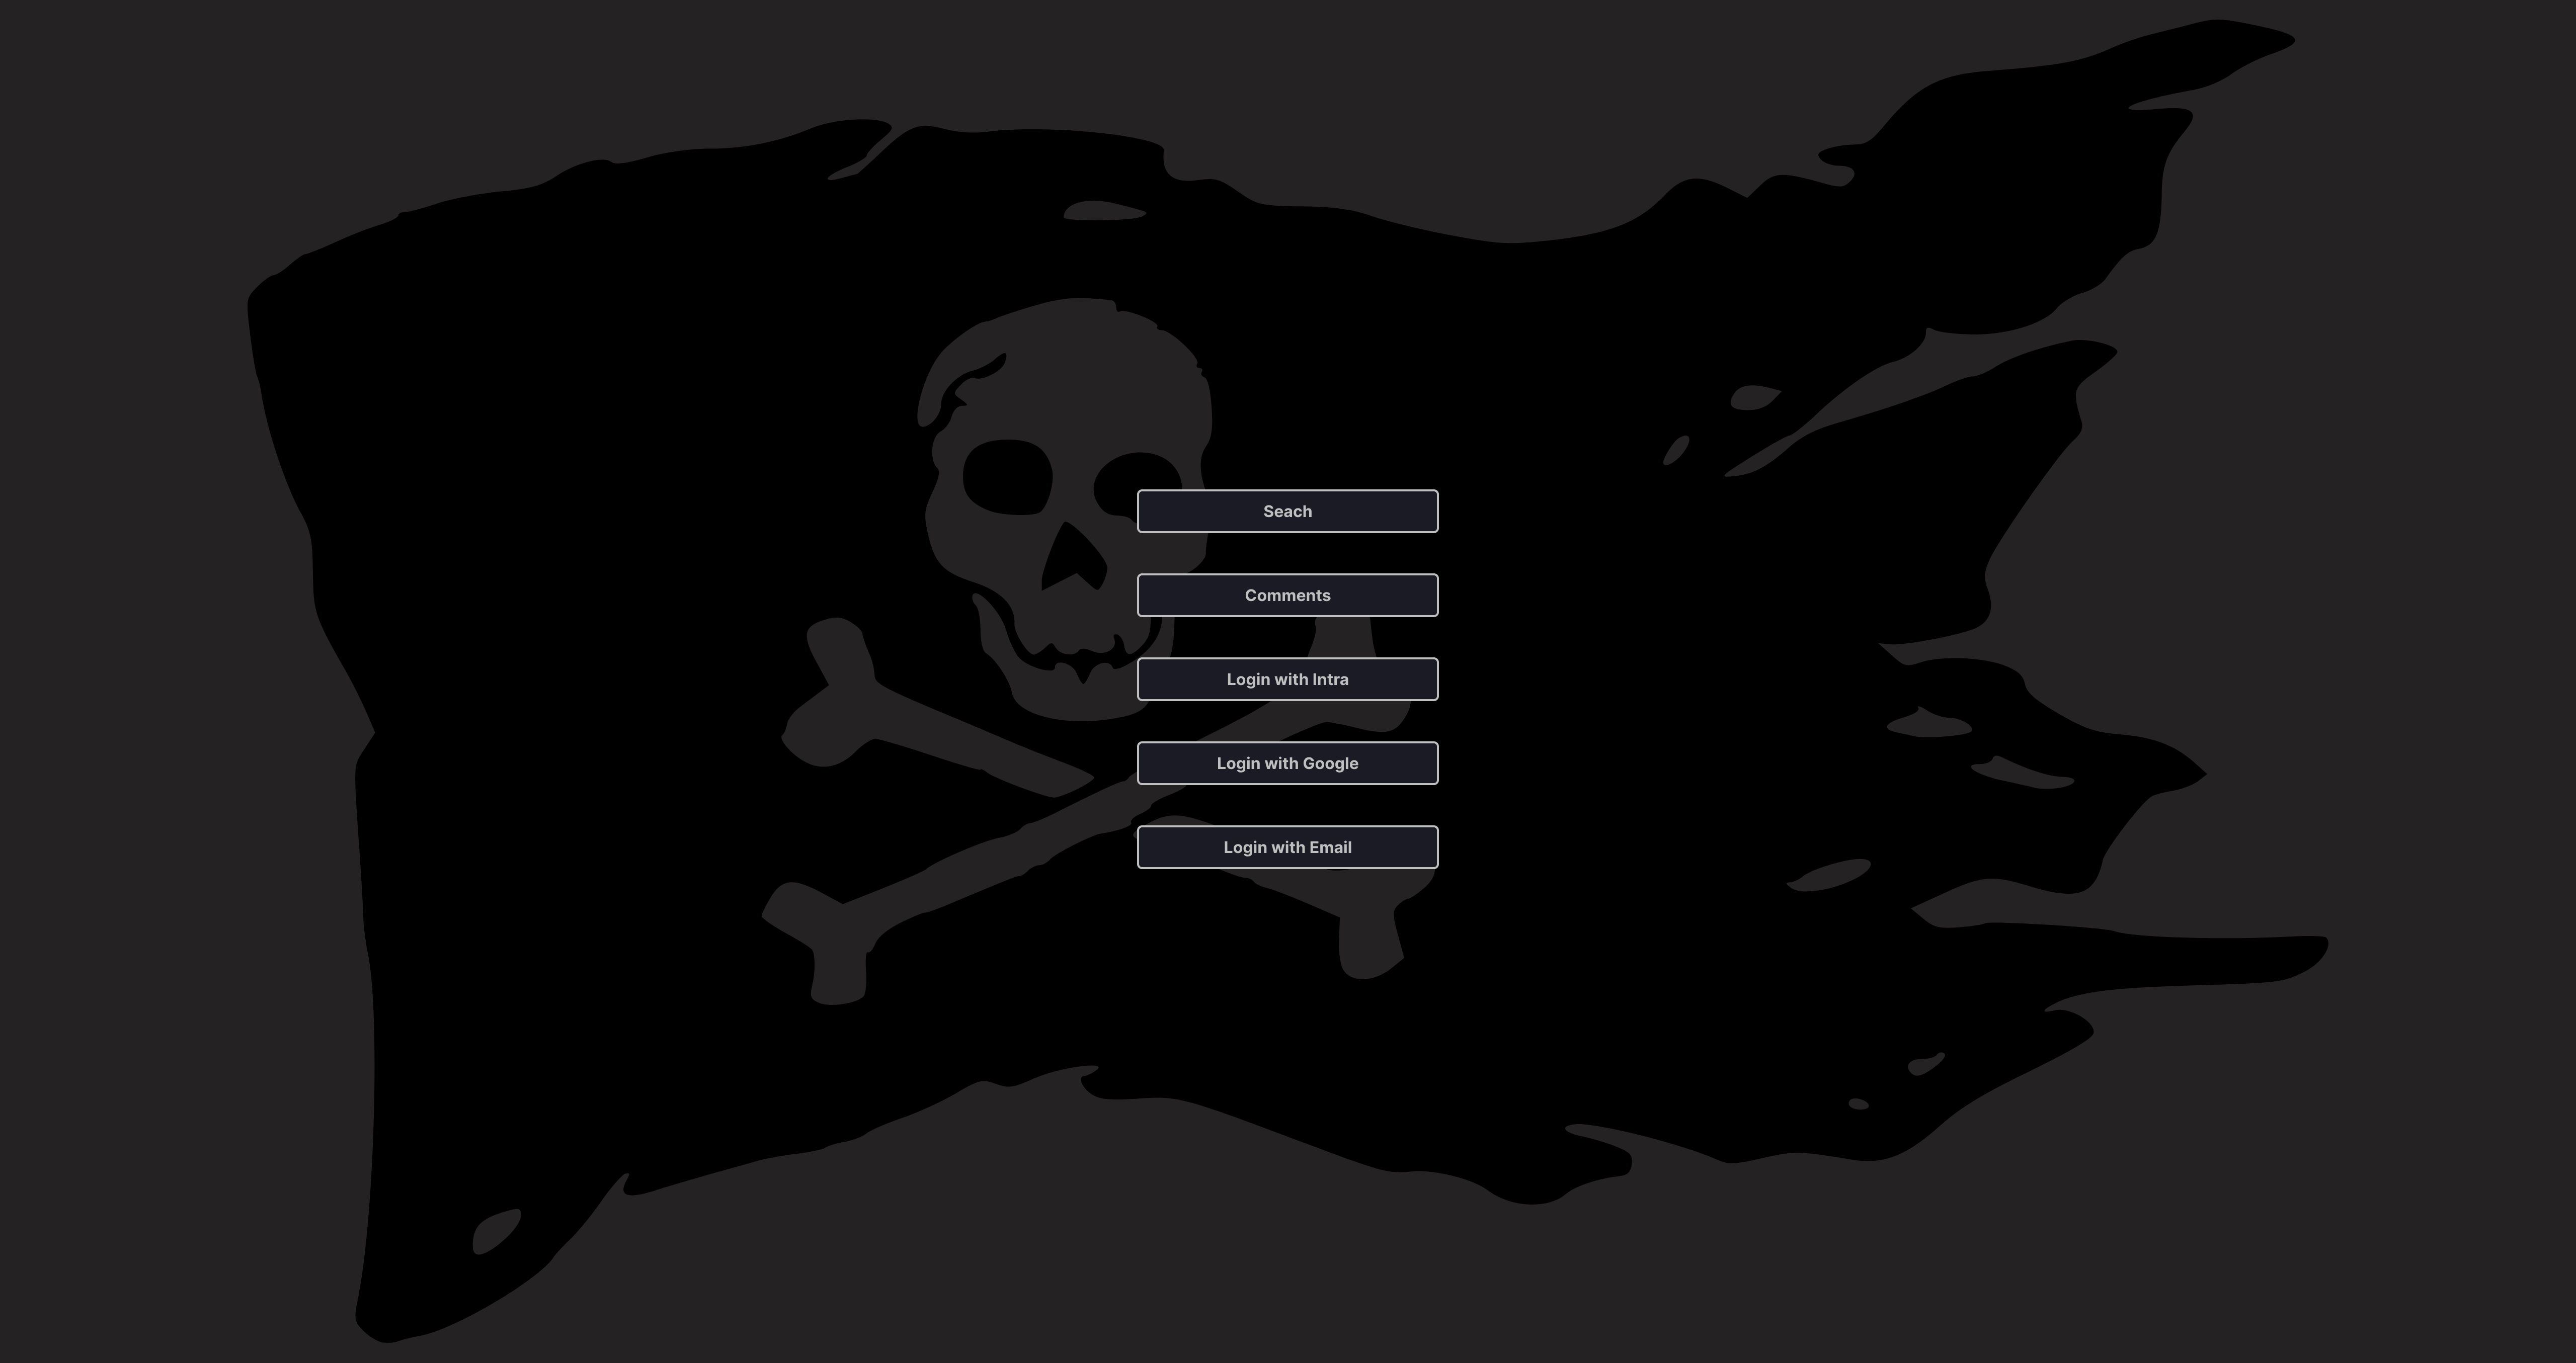 Seach
Comments
Login with Intra
Login with Google
Login with Email